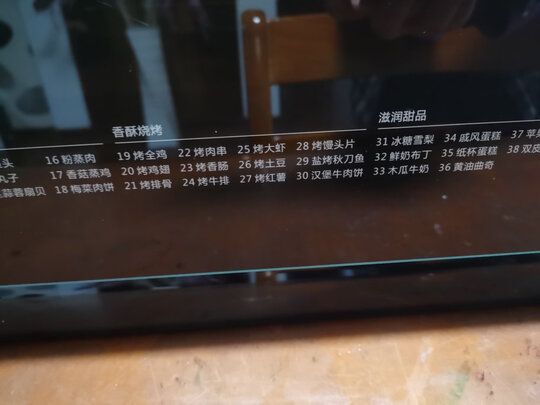 香酥烧烤
滋润甜品
头 16 粉蒸肉 19 烤全鸡 22 烤肉串 25 烤大虾 28 烤馒头片 31 冰糖雪梨 34 戚风蛋糕 37 苹
丸子 17 香菇蒸鸡 20 烤鸡翅 23 烤香肠 26 烤土豆 29 盐烤秋刀鱼 32 鲜奶布丁 35 纸杯蛋糕 38 双皮
蒜蓉扇贝 18 梅菜肉饼 21 烤排骨 24 烤牛排 27 烤红薯 30 汉堡牛肉饼 33 木瓜牛奶 36 黄油曲奇